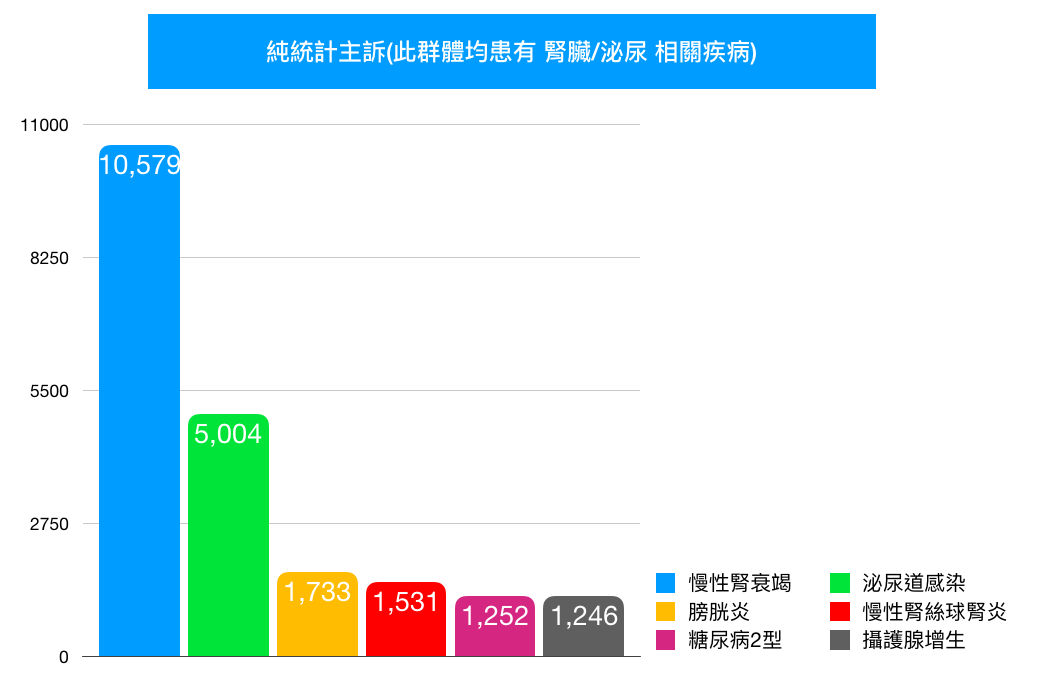 純統計主訴(此群體均患有 腎臟/泌尿 相關疾病)
11000
8250
5500
2750
0
10,579
5,004
1,733
1,531
1,252
1,246
慢性腎衰竭
泌尿道感染
膀胱炎
慢性腎絲球腎炎
糖尿病2型
攝護腺增生